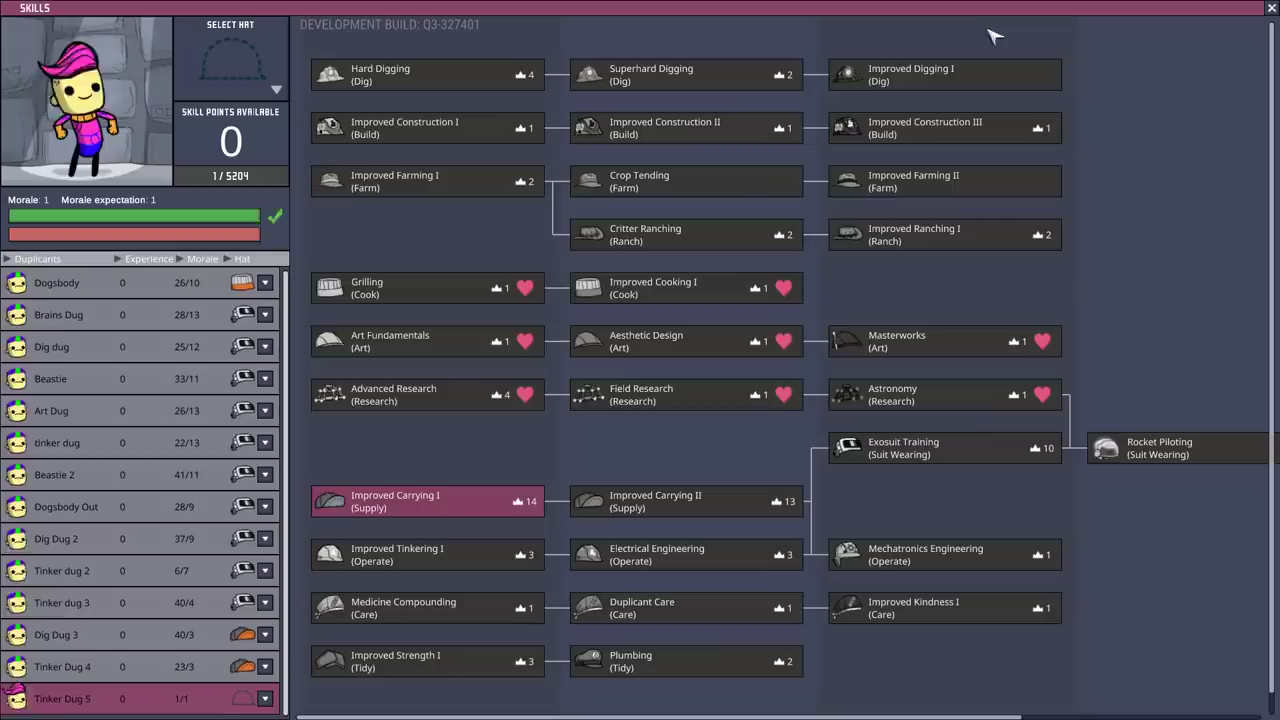 SKILLS
DEVELOPMENT BUILD: Q3-327401
SELECT HAT
SKILL POINTS AVAILABLE
0
1 / 5204
Morale: 1 Morale expectation: 1
Duplicants Experience Morale Hat
Dogsbody 0 26/10
Brains Dug 0 28/13
Dig dug 0 25/12
Beastie 0 33/11
Art Dug 0 26/13
tinker dug 0 22/13
Beastie 2 0 41/11
Dogsbody Out 0 28/9
Dig Dug 2 0 37/9
Tinker dug 2 0 6/7
Tinker dug 3 0 40/4
Dig Dug 3 0 40/3
Tinker Dug 4 0 23/3
Tinker Dug 5 0 1/1
Hard Digging
(Dig)
4
Superhard Digging
(Dig)
2
Improved Digging I
(Dig)
Improved Construction I
(Build)
1
Improved Construction II
(Build)
1
Improved Construction III
(Build)
1
Improved Farming I
(Farm)
2
Crop Tending
(Farm)
Improved Farming II
(Farm)
Critter Ranching
(Ranch)
2
Improved Ranching I
(Ranch)
2
Grilling
(Cook)
1
Improved Cooking I
(Cook)
1
Art Fundamentals
(Art)
1
Aesthetic Design
(Art)
1
Masterworks
(Art)
1
Advanced Research
(Research)
4
Field Research
(Research)
1
Astronomy
(Research)
1
Exosuit Training
(Suit Wearing)
10
Rocket Piloting
(Suit Wearing)
Improved Carrying I
(Supply)
14
Improved Carrying II
(Supply)
13
Improved Tinkering I
(Operate)
3
Electrical Engineering
(Operate)
3
Mechatronics Engineering
(Operate)
1
Medicine Compounding
(Care)
1
Duplicant Care
(Care)
1
Improved Kindness I
(Care)
1
Improved Strength I
(Tidy)
3
Plumbing
(Tidy)
2